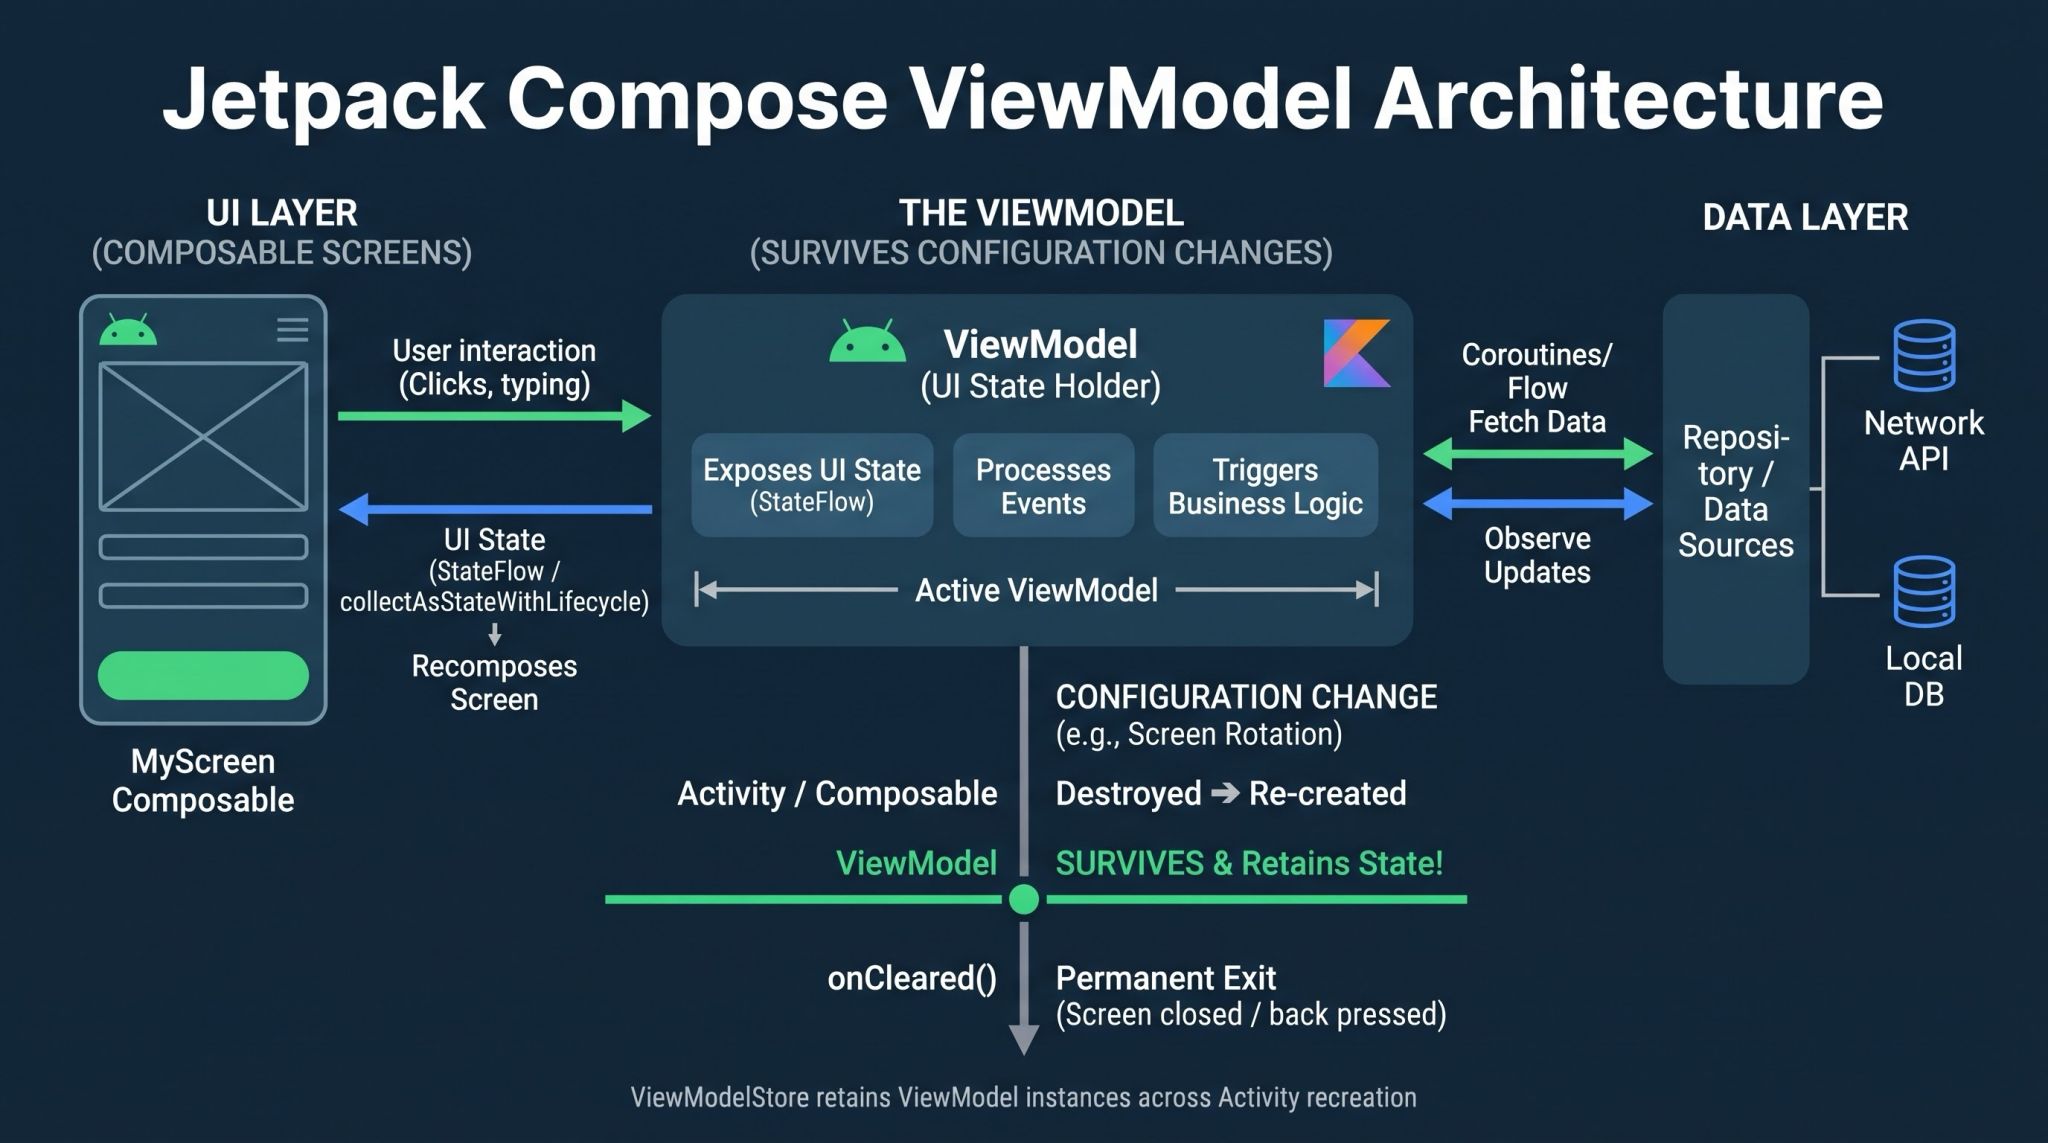 Jetpack Compose ViewModel Architecture
UI LAYER
(COMPOSABLE SCREENS)
THE VIEWMODEL
(SURVIVES CONFIGURATION CHANGES)
DATA LAYER
User interaction
(Clicks, typing)
UI State
(StateFlow /
collectAsStateWithLifecycle)
Recomposes
Screen
MyScreen
Composable
ViewModel
(UI State Holder)
Exposes UI State
(StateFlow)
Processes
Events
Triggers
Business Logic
Active ViewModel
Coroutines/
Flow
Fetch Data
Observe
Updates
Reposi-
tory /
Data
Sources
Network
API
Local
DB
CONFIGURATION CHANGE
(e.g., Screen Rotation)
Activity / Composable
Destroyed ➔ Re-created
ViewModel
SURVIVES & Retains State!
onCleared()
Permanent Exit
(Screen closed / back pressed)
ViewModelStore retains ViewModel instances across Activity recreation